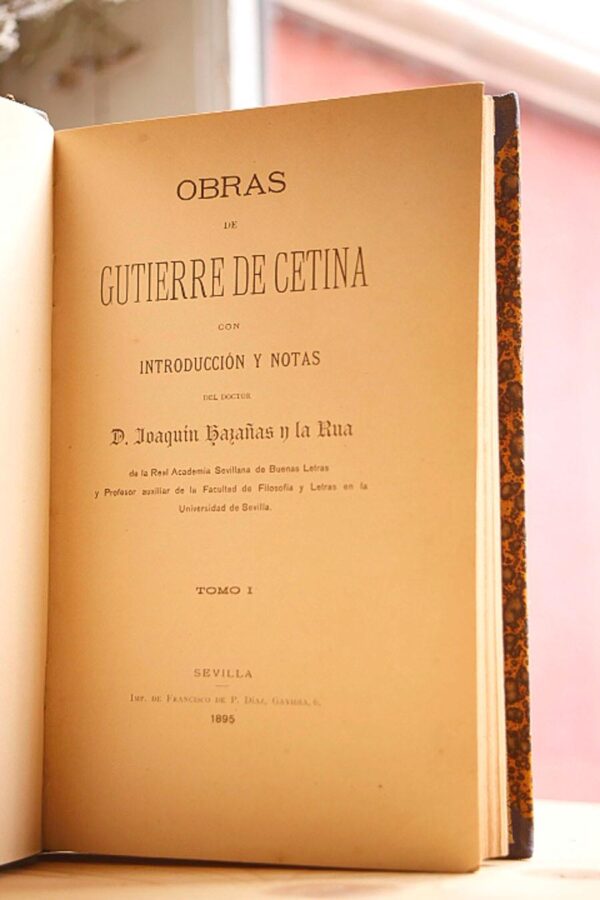 OBRAS
DE
GUTIERRE DE CETINA
CON
INTRODUCCIÓN Y NOTAS
DEL DOCTOR
D. Joaquín Hazañas y la Rua
de la Real Academia Sevillana de Buenas Letras
y Profesor auxiliar de la Facultad de Filosofía y Letras en la
Universidad de Sevilla.
TOMO I
SEVILLA
IMP. DE FRANCISCO DE P. DÍAZ, GAVIDIA, 6.
1895